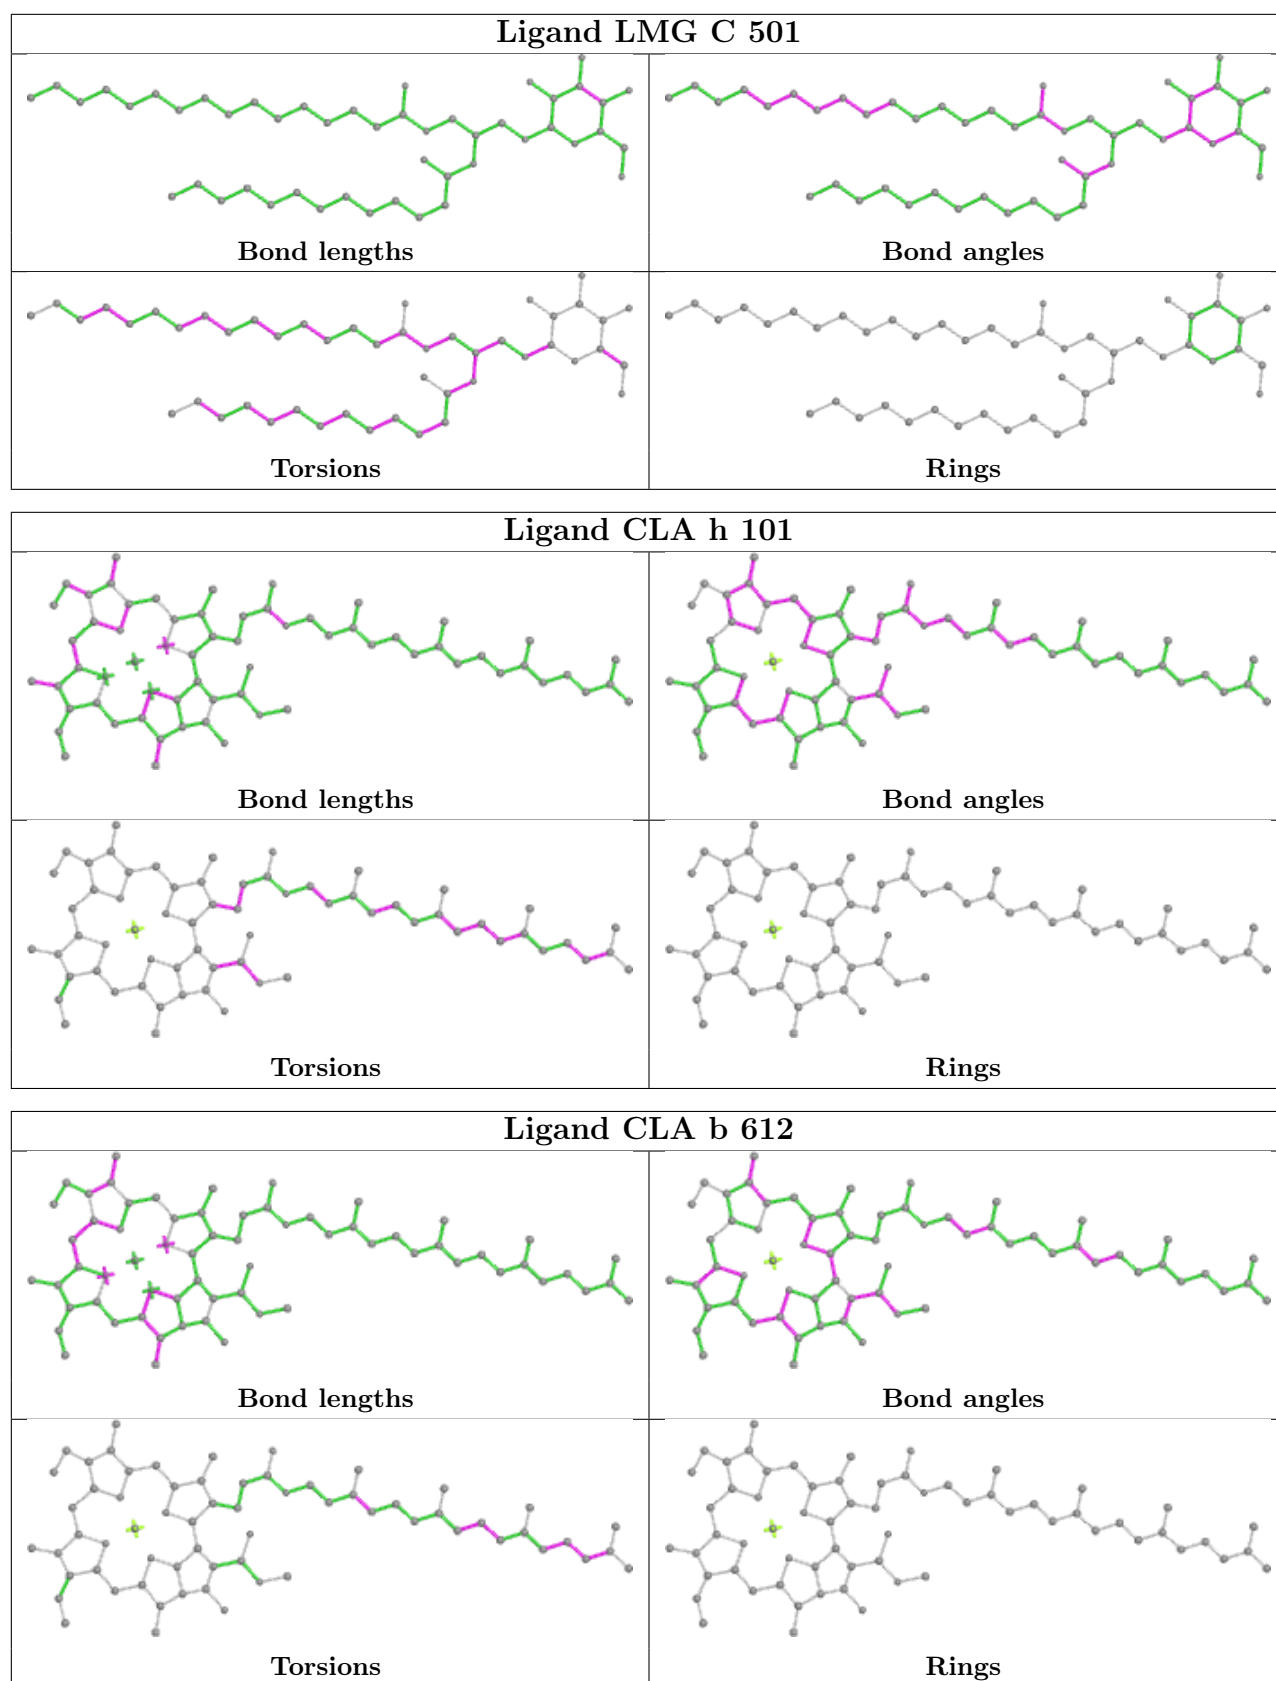 Ligand LMG C 501
Bond lengths
Bond angles
Torsions
Rings
Ligand CLA h 101
Bond lengths
Bond angles
Torsions
Rings
Ligand CLA b 612
Bond lengths
Bond angles
Torsions
Rings